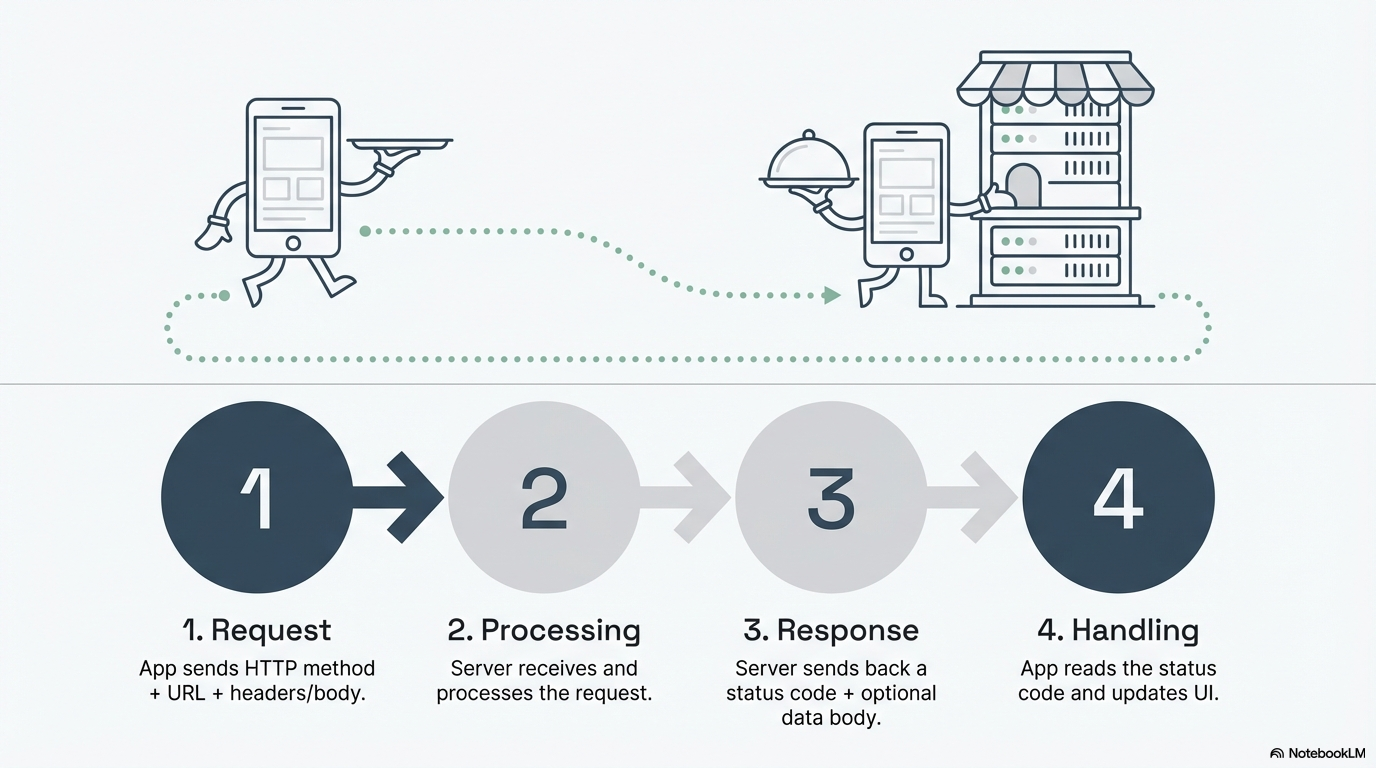 1
2
3
4
1. Request
App sends HTTP method
+ URL + headers/body.
2. Processing
Server receives and
processes the request.
3. Response
Server sends back a
status code + optional
data body.
4. Handling
App reads the status
code and updates UI.
NotebookLM